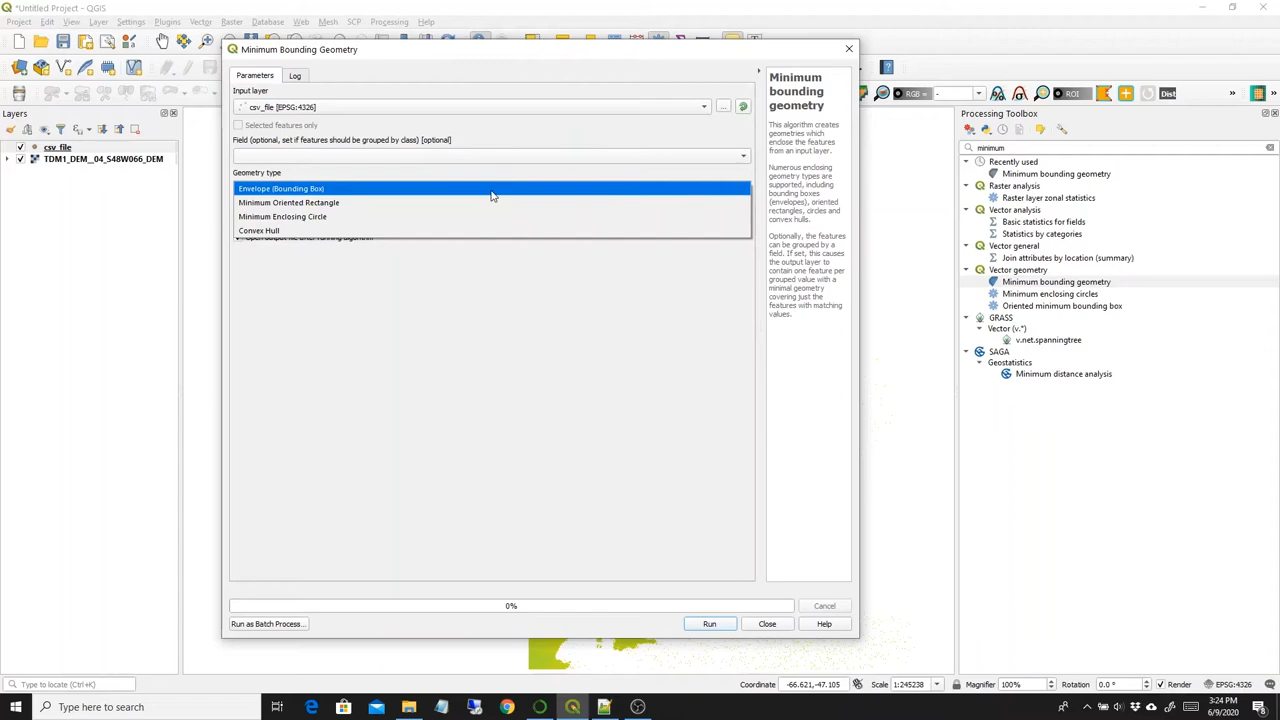 *Untitled Project — QGIS
Project Edit View Layer Settings Plugins Vector Raster Database Web Mesh SCP Processing Help
Minimum Bounding Geometry
Parameters Log
Input layer
csv_file [EPSG:4326]
...
Selected features only
Field (optional, set if features should be grouped by class) [optional]
Geometry type
Envelope (Bounding Box)
Minimum Oriented Rectangle
Minimum Enclosing Circle
Convex Hull
Open output file after running algorithm
0%
Cancel
Run as Batch Process...
Run
Close
Help
Minimum
bounding
geometry
This algorithm creates
geometries which
enclose the features
from an input layer.
Numerous enclosing
geometry types are
supported, including
bounding boxes
(envelopes), oriented
rectangles, circles and
convex hulls.
Optionally, the features
can be grouped by a
field. If set, this causes
the output layer to
contain one feature per
grouped value with a
minimal geometry
covering just the
features with matching
values.
Layers
csv_file
TDM1_DEM__04_S48W066_DEM
RGB = -
ROI
Dist
Processing Toolbox
minimum
Recently used
Minimum bounding geometry
Raster analysis
Raster layer zonal statistics
Vector analysis
Basic statistics for fields
Statistics by categories
Vector general
Join attributes by location (summary)
Vector geometry
Minimum bounding geometry
Minimum enclosing circles
Oriented minimum bounding box
GRASS
Vector (v.*)
v.net.spanningtree
SAGA
Geostatistics
Minimum distance analysis
Type to locate (Ctrl+K)
Coordinate -66.621,-47.105 Scale 1:245238 Magnifier 100% Rotation 0.0 ° Render EPSG:4326
Type here to search
3:24 PM
6/9/2020